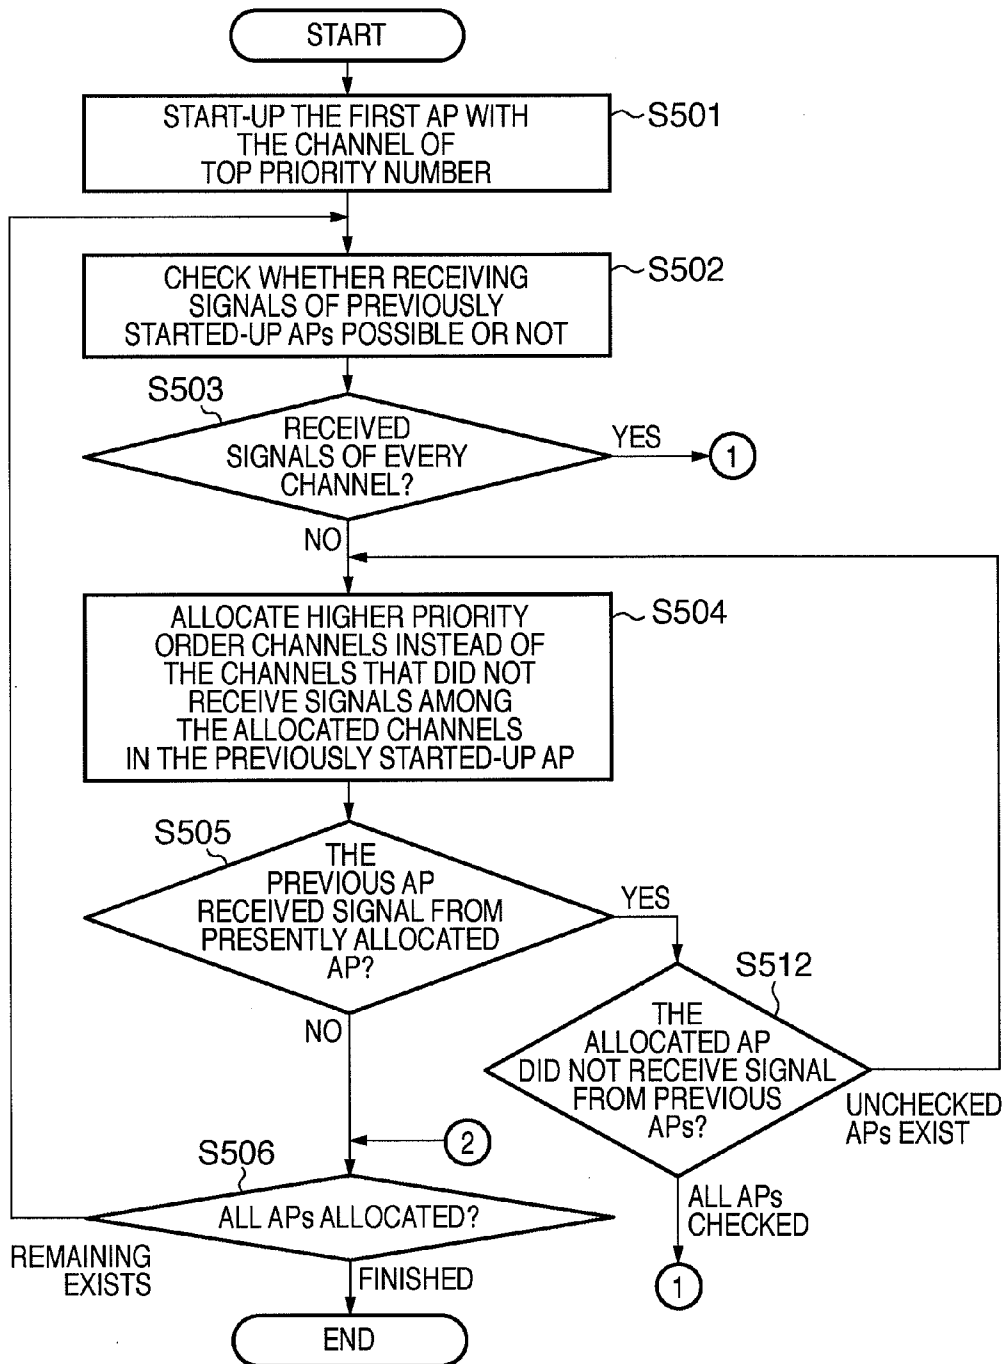 START
START-UP THE FIRST AP WITH
THE CHANNEL OF
TOP PRIORITY NUMBER
S501
CHECK WHETHER RECEIVING
SIGNALS OF PREVIOUSLY
STARTED-UP APs POSSIBLE OR NOT
S502
S503
RECEIVED
SIGNALS OF EVERY
CHANNEL?
YES
1
NO
ALLOCATE HIGHER PRIORITY
ORDER CHANNELS INSTEAD OF
THE CHANNELS THAT DID NOT
RECEIVE SIGNALS AMONG
THE ALLOCATED CHANNELS
IN THE PREVIOUSLY STARTED-UP AP
S504
S505
THE
PREVIOUS AP
RECEIVED SIGNAL FROM
PRESENTLY ALLOCATED
AP?
YES
NO
S512
THE
ALLOCATED AP
DID NOT RECEIVE SIGNAL
FROM PREVIOUS
APs?
UNCHECKED
APs EXIST
ALL APs
CHECKED
1
2
S506
ALL APs ALLOCATED?
REMAINING
EXISTS
FINISHED
END